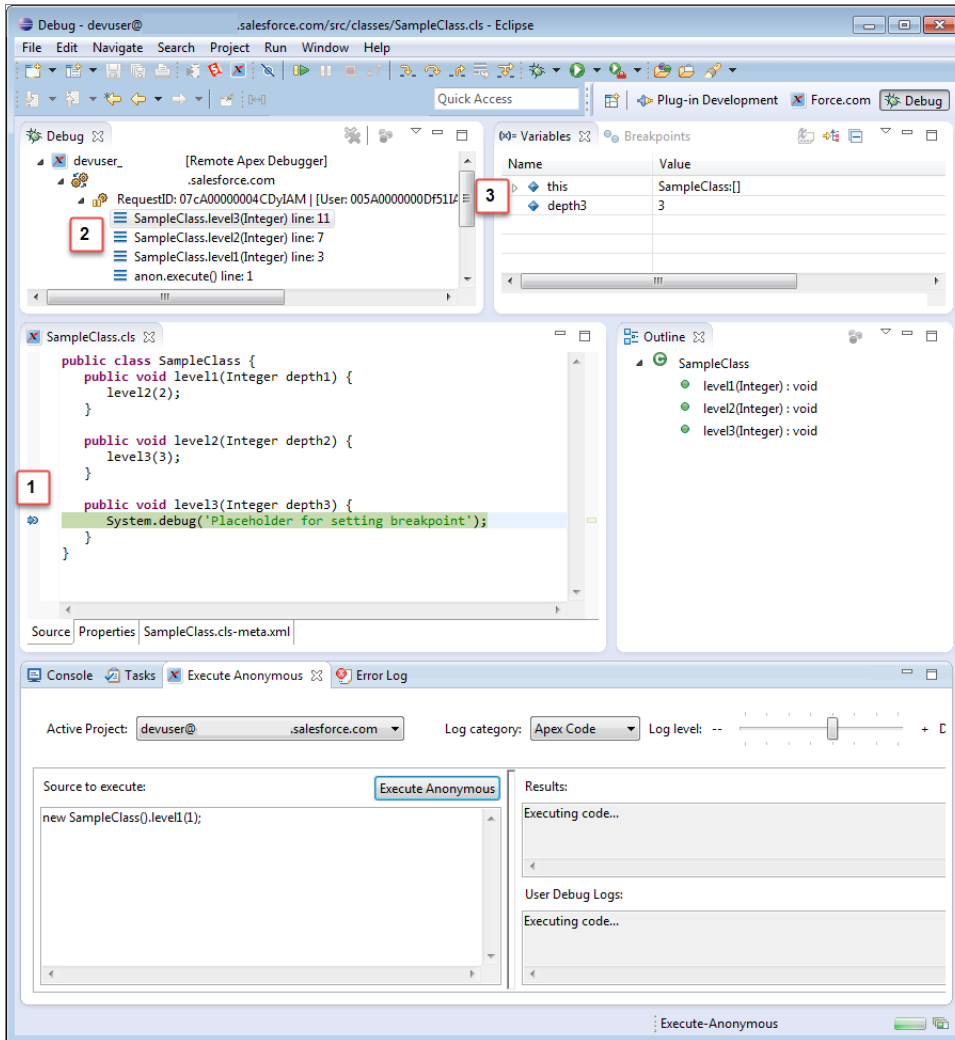 Debug - devuser@ .salesforce.com/src/classes/SampleClass.cls - Eclipse
File Edit Navigate Search Project Run Window Help
Quick Access
Plug-in Development Force.com Debug
Debug
devuser_ [Remote Apex Debugger]
.salesforce.com
RequestID: 07cA00000004CDyIAM | [User: 005A0000000Df51IA
SampleClass.level3(Integer) line: 11
2
SampleClass.level2(Integer) line: 7
SampleClass.level1(Integer) line: 3
anon.execute() line: 1
(x)= Variables Breakpoints
Name Value
3
this SampleClass:[]
depth3 3
SampleClass.cls
public class SampleClass {
public void level1(Integer depth1) {
level2(2);
}
public void level2(Integer depth2) {
level3(3);
}
1
public void level3(Integer depth3) {
System.debug('Placeholder for setting breakpoint');
}
}
Source Properties SampleClass.cls-meta.xml
Outline
SampleClass
level1(Integer) : void
level2(Integer) : void
level3(Integer) : void
Console Tasks Execute Anonymous Error Log
Active Project: devuser@ .salesforce.com Log category: Apex Code Log level: -- + D
Source to execute: Execute Anonymous
new SampleClass().level1(1);
Results:
Executing code...
User Debug Logs:
Executing code...
Execute-Anonymous